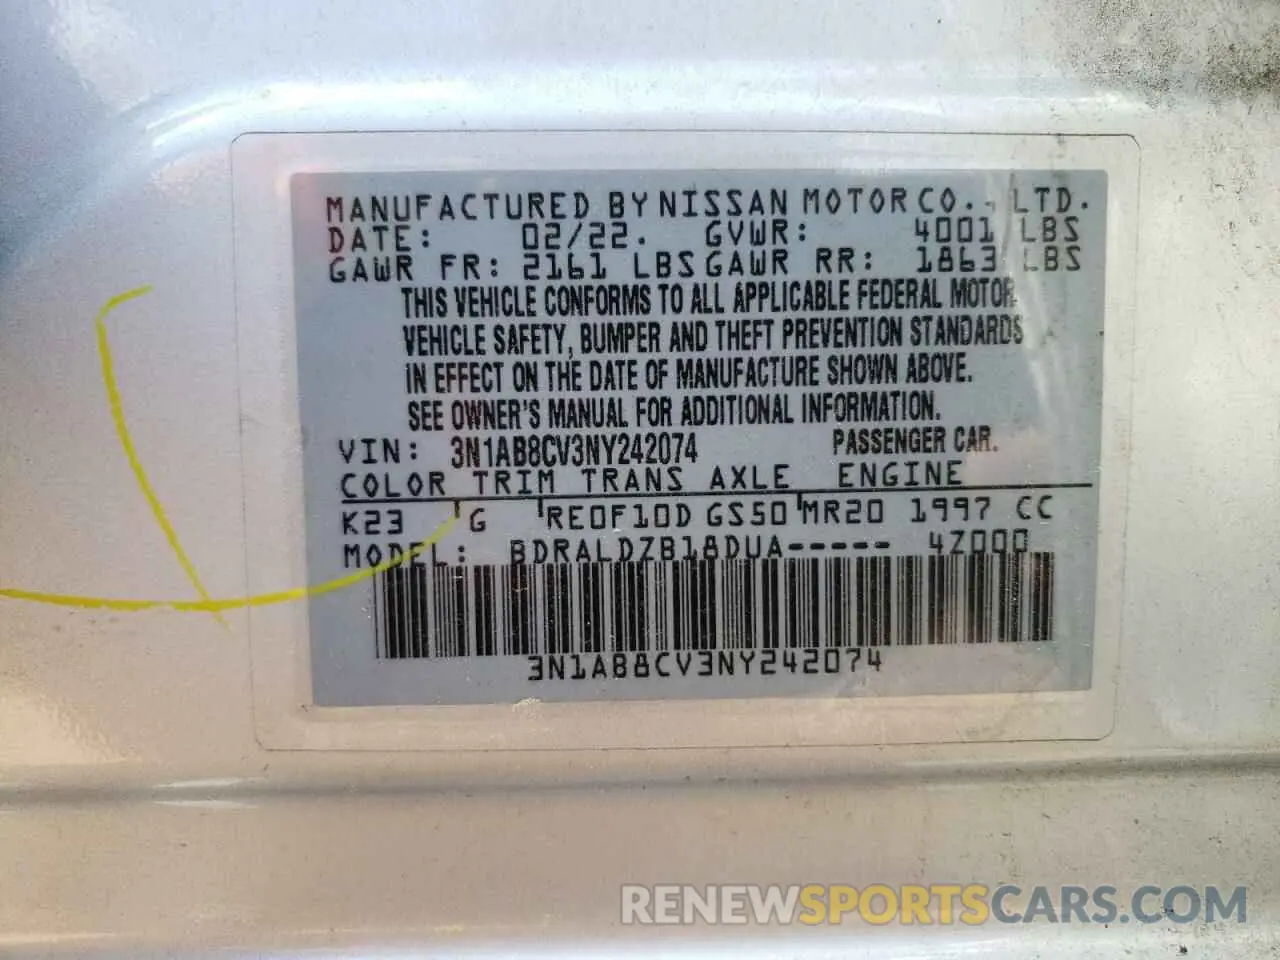 MANUFACTURED BY NISSAN MOTOR CO., LTD.
DATE: 02/22. GVWR: 4001 LBS
GAWR FR: 2161 LBS GAWR RR: 1863 LBS
THIS VEHICLE CONFORMS TO ALL APPLICABLE FEDERAL MOTOR
VEHICLE SAFETY, BUMPER AND THEFT PREVENTION STANDARDS
IN EFFECT ON THE DATE OF MANUFACTURE SHOWN ABOVE.
SEE OWNER'S MANUAL FOR ADDITIONAL INFORMATION.
VIN: 3N1AB8CV3NY242074 PASSENGER CAR.
COLOR TRIM TRANS AXLE ENGINE
K23 G RE0F10D GS50 MR20 1997 CC
MODEL: BDRALDZB18DUA----- 4Z000
3N1AB8CV3NY242074
RENEWSPORTSCARS.COM